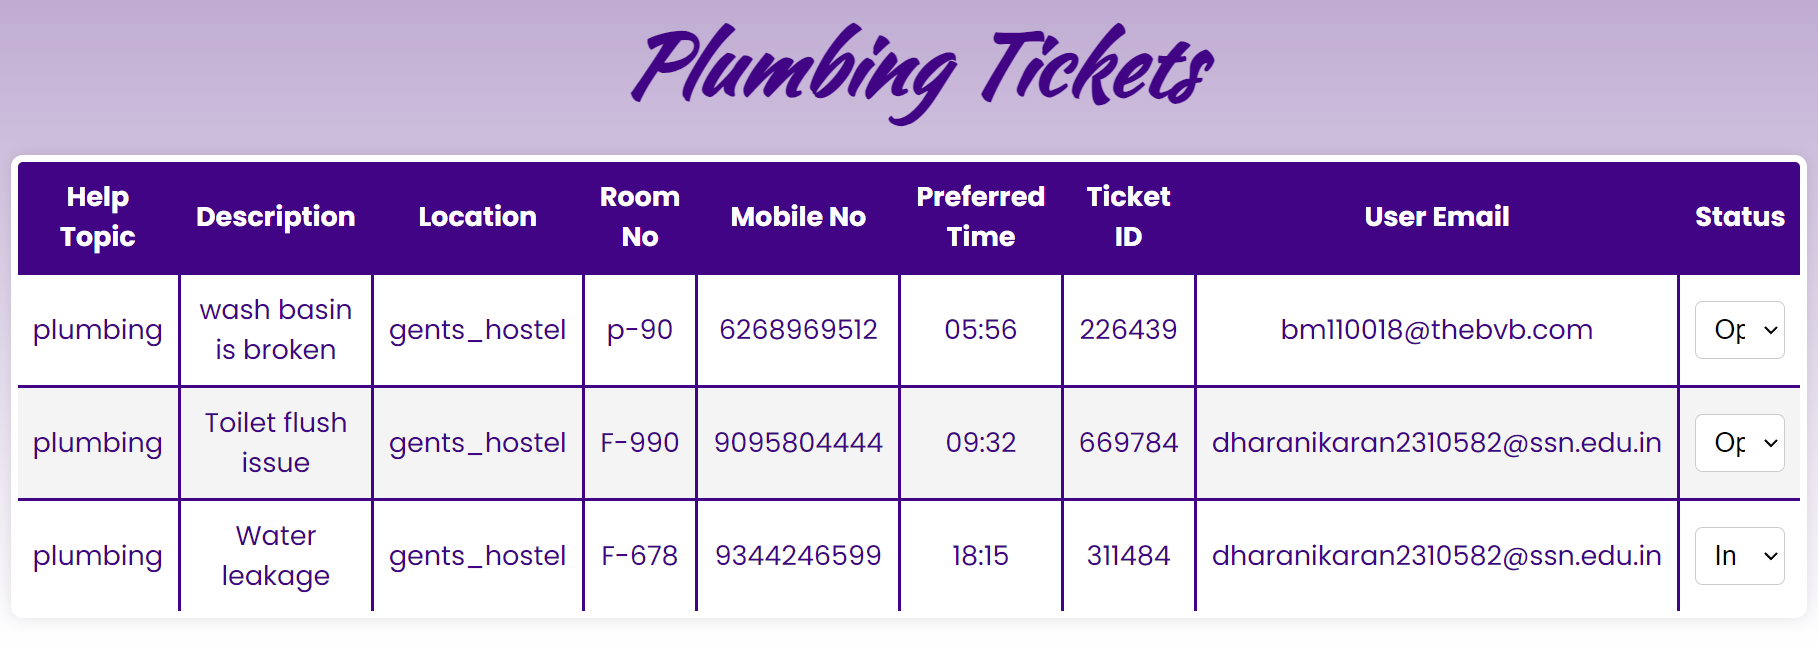 Plumbing Tickets
Help Topic Description Location Room No Mobile No Preferred Time Ticket ID User Email Status
plumbing wash basin is broken gents_hostel p-90 6268969512 05:56 226439 bm110018@thebvb.com Op
plumbing Toilet flush issue gents_hostel F-990 9095804444 09:32 669784 dharanikaran2310582@ssn.edu.in Op
plumbing Water leakage gents_hostel F-678 9344246599 18:15 311484 dharanikaran2310582@ssn.edu.in In